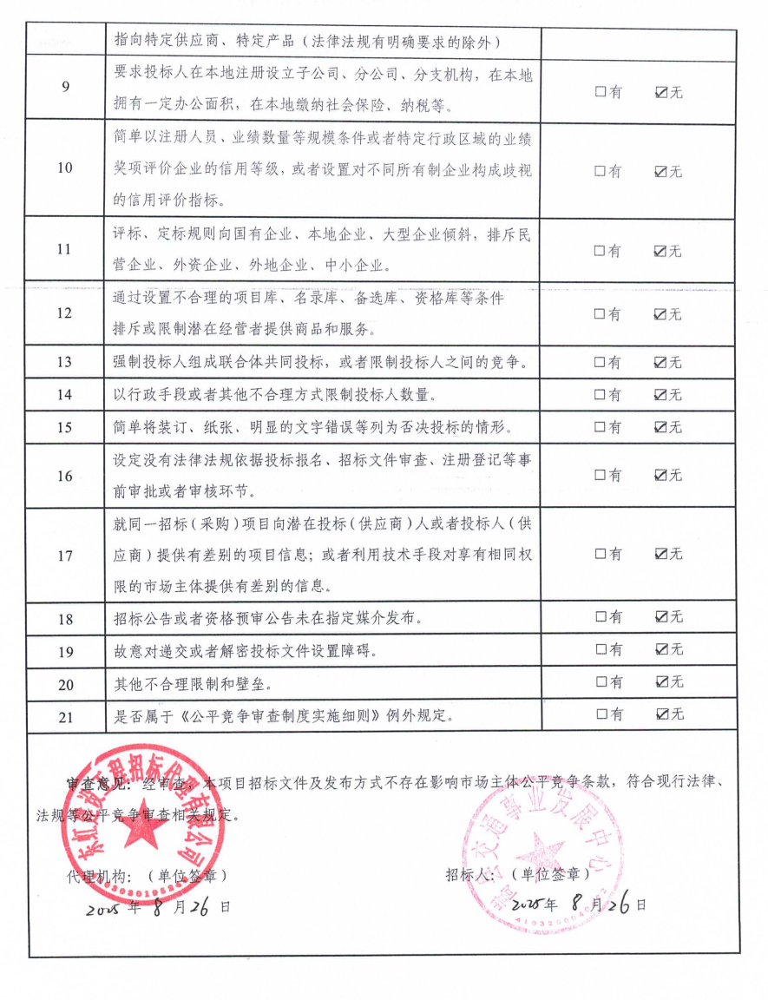 指向特定供应商、特定产品（法律法规有明确要求的除外）
9
要求投标人在本地注册设立子公司、分公司、分支机构，在本地
拥有一定办公面积，在本地缴纳社会保险、纳税等。
□有 ☑无
10
简单以注册人员、业绩数量等规模条件或者特定行政区域的业绩
奖项评价企业的信用等级，或者设置对不同所有制企业构成歧视
的信用评价指标。
□有 ☑无
11
评标、定标规则向国有企业、本地企业、大型企业倾斜，排斥民
营企业、外资企业、外地企业、中小企业。
□有 ☑无
12
通过设置不合理的项目库、名录库、备选库、资格库等条件
排斥或限制潜在经营者提供商品和服务。
□有 ☑无
13 强制投标人组成联合体共同投标，或者限制投标人之间的竞争。 □有 ☑无
14 以行政手段或者其他不合理方式限制投标人数量。 □有 ☑无
15 简单将装订、纸张、明显的文字错误等列为否决投标的情形。 □有 ☑无
16
设定没有法律法规依据投标报名、招标文件审查、注册登记等事
前审批或者审核环节。
□有 ☑无
17
就同一招标（采购）项目向潜在投标（供应商）人或者投标人（供
应商）提供有差别的项目信息；或者利用技术手段对享有相同权
限的市场主体提供有差别的信息。
□有 ☑无
18 招标公告或者资格预审公告未在指定媒介发布。 □有 ☑无
19 故意对递交或者解密投标文件设置障碍。 □有 ☑无
20 其他不合理限制和壁垒。 □有 ☑无
21 是否属于《公平竞争审查制度实施细则》例外规定。 □有 ☑无
审查意见：经审查，本项目招标文件及发布方式不存在影响市场主体公平竞争条款，符合现行法律、
法规等公平竞争审查相关规定。
代理机构：（单位签章） 招标人：（单位签章）
2025年8月26日 2025年8月26日
建设工程招标代理有限公司
交通事业发展中心